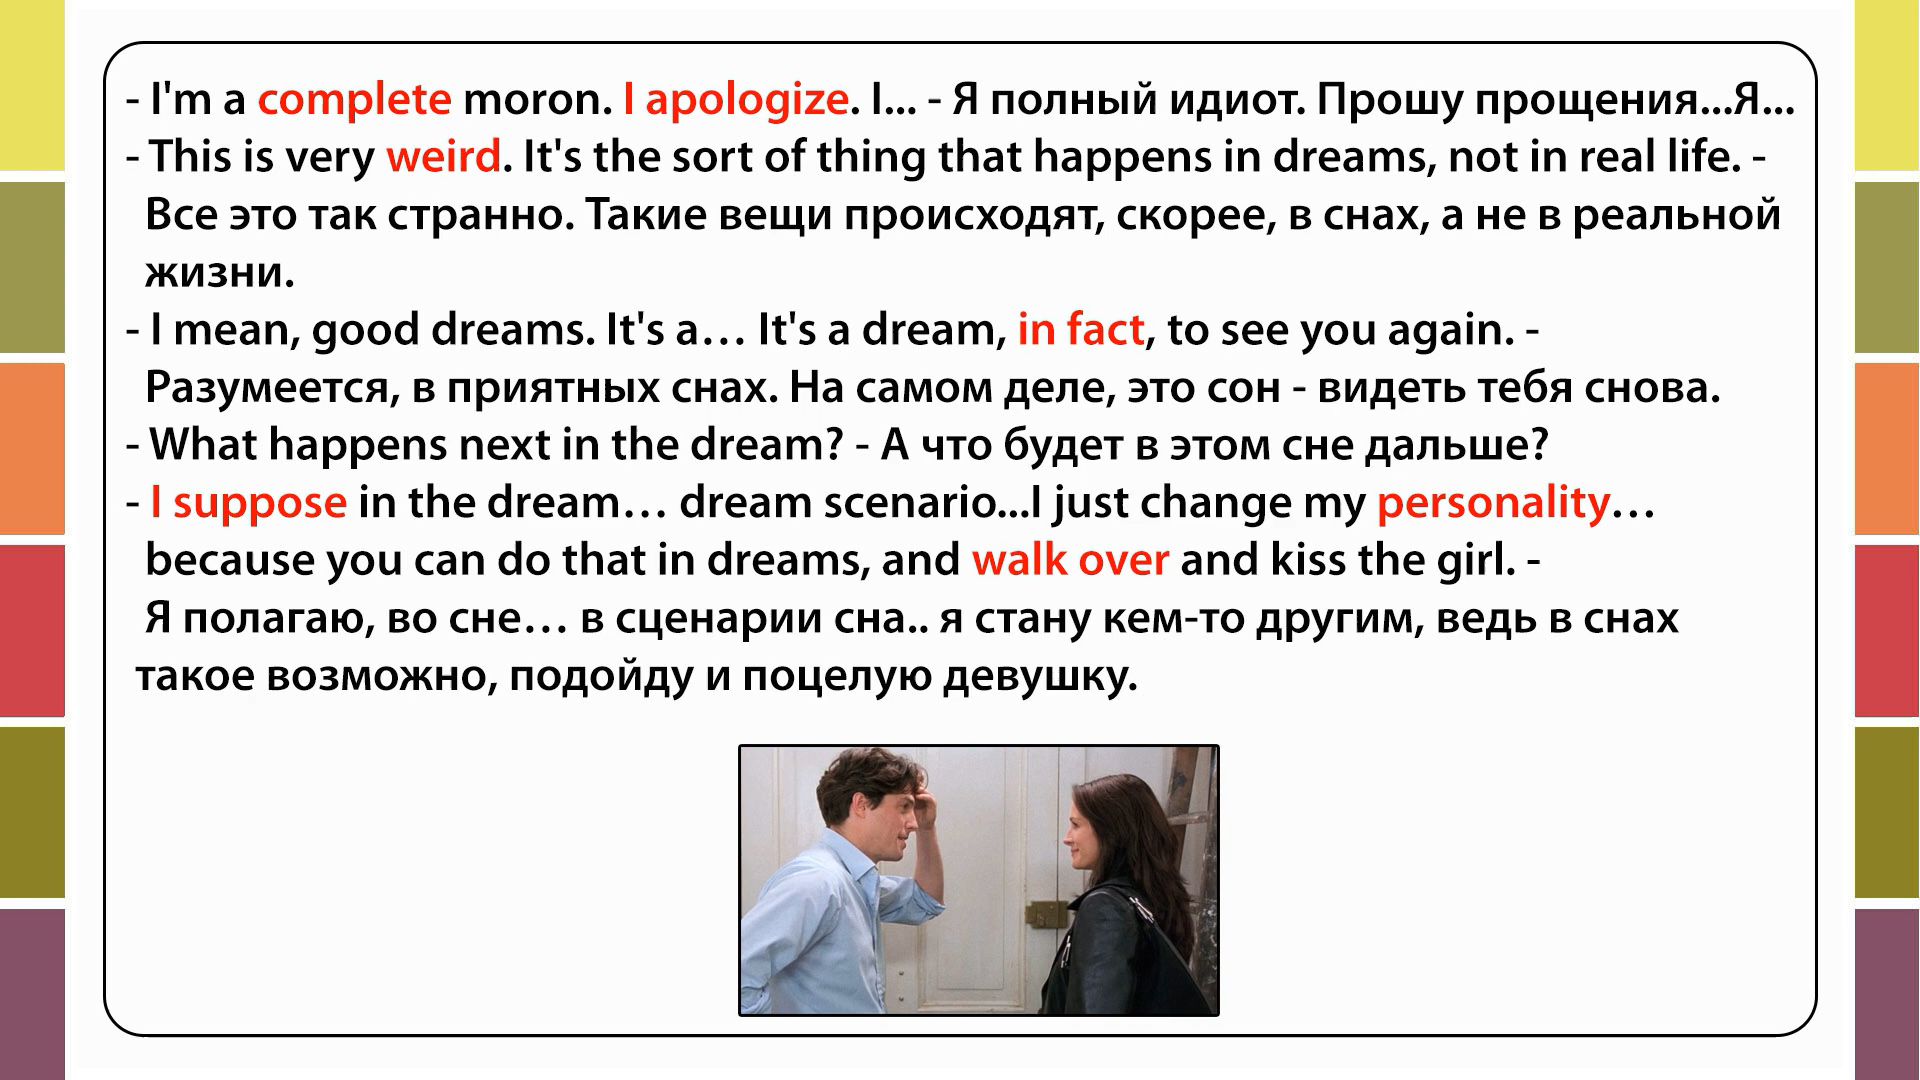 - I'm a complete moron. I apologize. I... - Я полный идиот. Прошу прощения...Я...
- This is very weird. It's the sort of thing that happens in dreams, not in real life. -
Все это так странно. Такие вещи происходят, скорее, в снах, а не в реальной
жизни.
- I mean, good dreams. It's a… It's a dream, in fact, to see you again. -
Разумеется, в приятных снах. На самом деле, это сон - видеть тебя снова.
- What happens next in the dream? - А что будет в этом сне дальше?
- I suppose in the dream… dream scenario...I just change my personality…
because you can do that in dreams, and walk over and kiss the girl. -
Я полагаю, во сне… в сценарии сна.. я стану кем-то другим, ведь в снах
такое возможно, подойду и поцелую девушку.